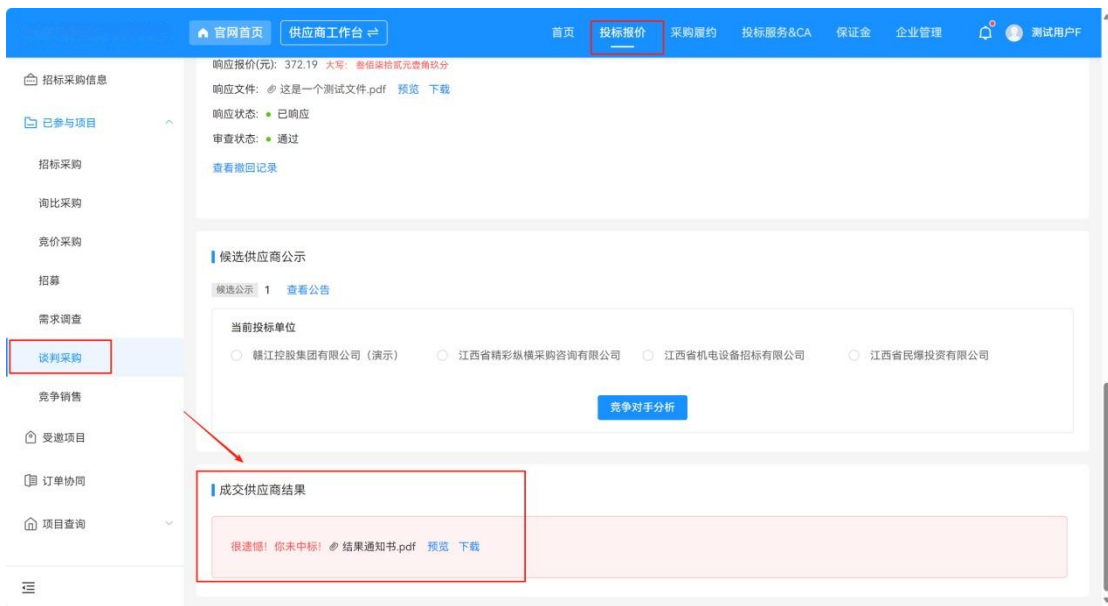 官网首页 供应商工作台 首页 投标报价 采购履约 投标服务&CA 保证金 企业管理 测试用户F
招标采购信息
已参与项目
招标采购
询比采购
竞价采购
招募
需求调查
谈判采购
竞争销售
受邀项目
订单协同
项目查询
响应报价(元): 372.19 大写: 叁佰柒拾贰元壹角玖分
响应文件: 这是一个测试文件.pdf 预览 下载
响应状态: 已响应
审查状态: 通过
查看撤回记录
候选供应商公示
候选公示 1 查看公告
当前投标单位
赣江控股集团有限公司（演示） 江西省精彩纵横采购咨询有限公司 江西省机电设备招标有限公司 江西省民爆投资有限公司
竞争对手分析
成交供应商结果
很遗憾！你未中标！ 结果通知书.pdf 预览 下载